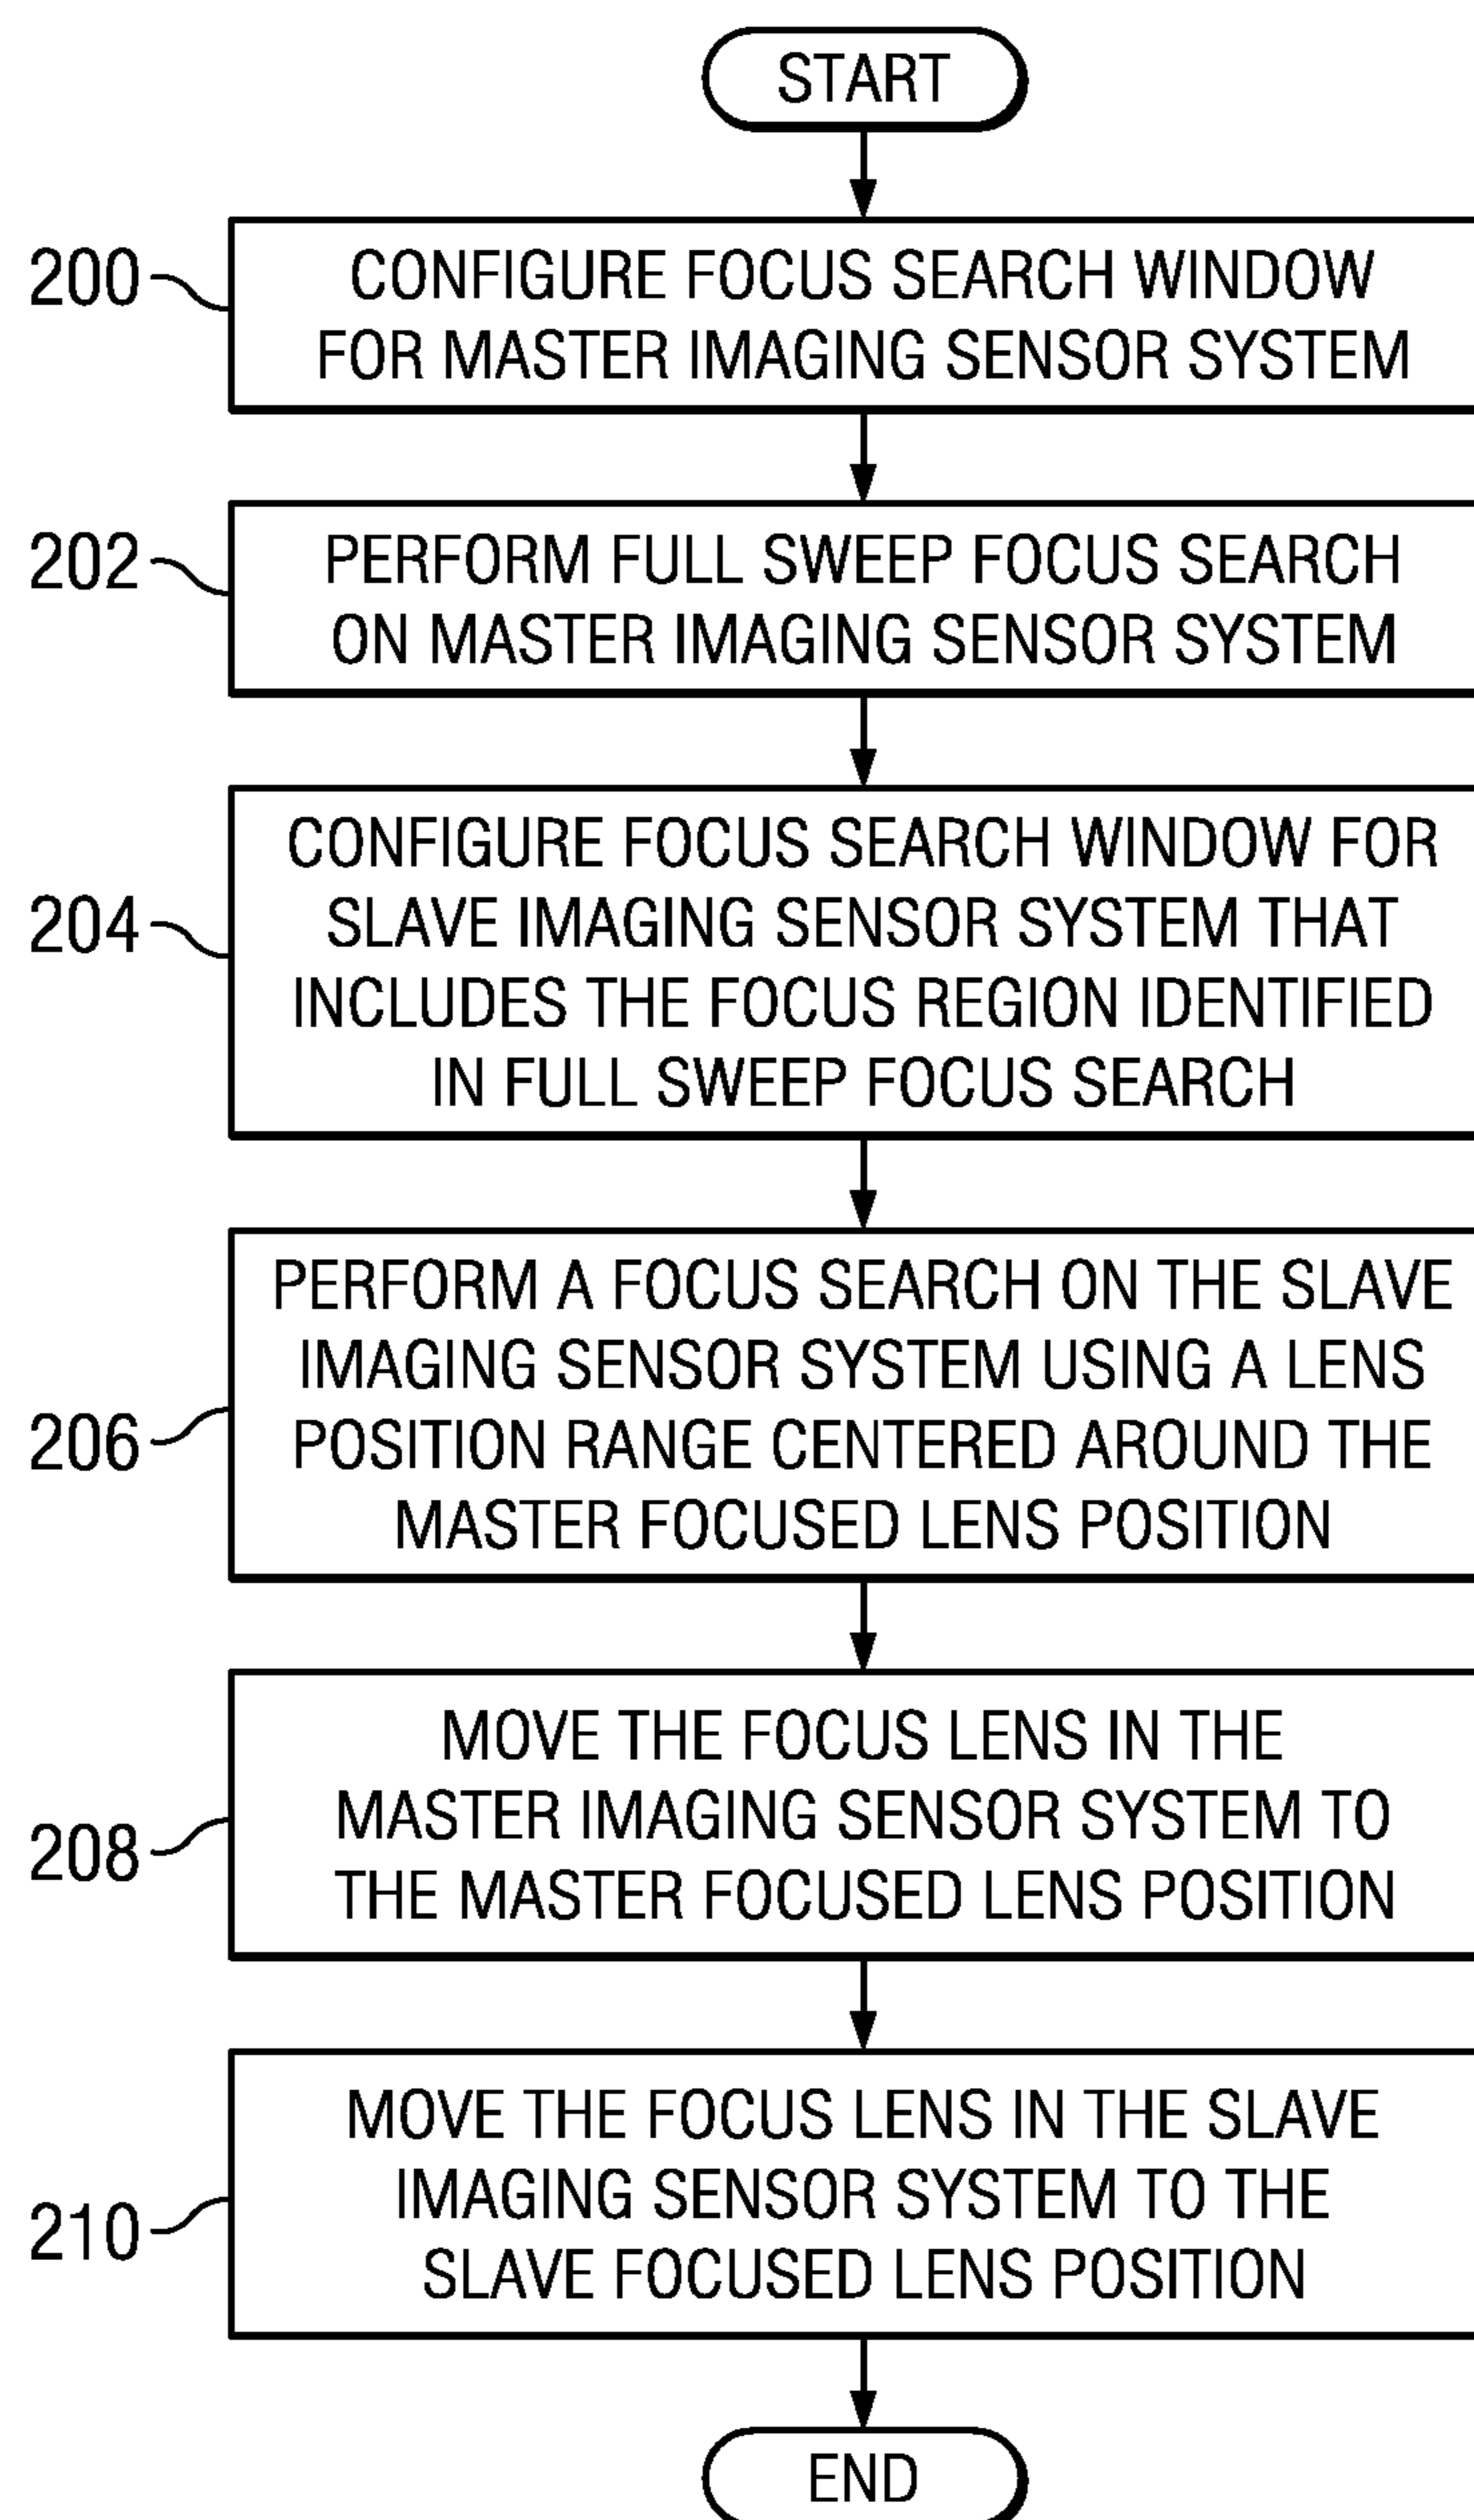 START
200
CONFIGURE FOCUS SEARCH WINDOW
FOR MASTER IMAGING SENSOR SYSTEM
202
PERFORM FULL SWEEP FOCUS SEARCH
ON MASTER IMAGING SENSOR SYSTEM
204
CONFIGURE FOCUS SEARCH WINDOW FOR
SLAVE IMAGING SENSOR SYSTEM THAT
INCLUDES THE FOCUS REGION IDENTIFIED
IN FULL SWEEP FOCUS SEARCH
206
PERFORM A FOCUS SEARCH ON THE SLAVE
IMAGING SENSOR SYSTEM USING A LENS
POSITION RANGE CENTERED AROUND THE
MASTER FOCUSED LENS POSITION
208
MOVE THE FOCUS LENS IN THE
MASTER IMAGING SENSOR SYSTEM TO
THE MASTER FOCUSED LENS POSITION
210
MOVE THE FOCUS LENS IN THE SLAVE
IMAGING SENSOR SYSTEM TO THE
SLAVE FOCUSED LENS POSITION
END